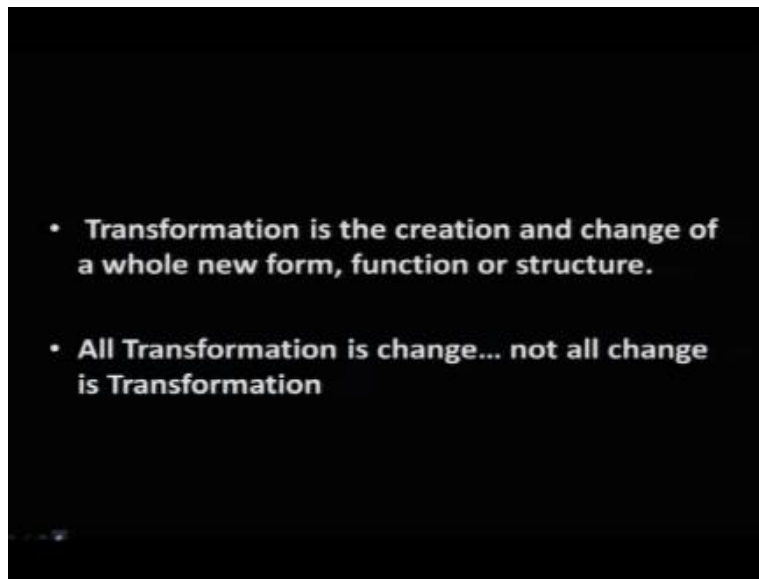 • Transformation is the creation and change of
a whole new form, function or structure.
• All Transformation is change... not all change
is Transformation